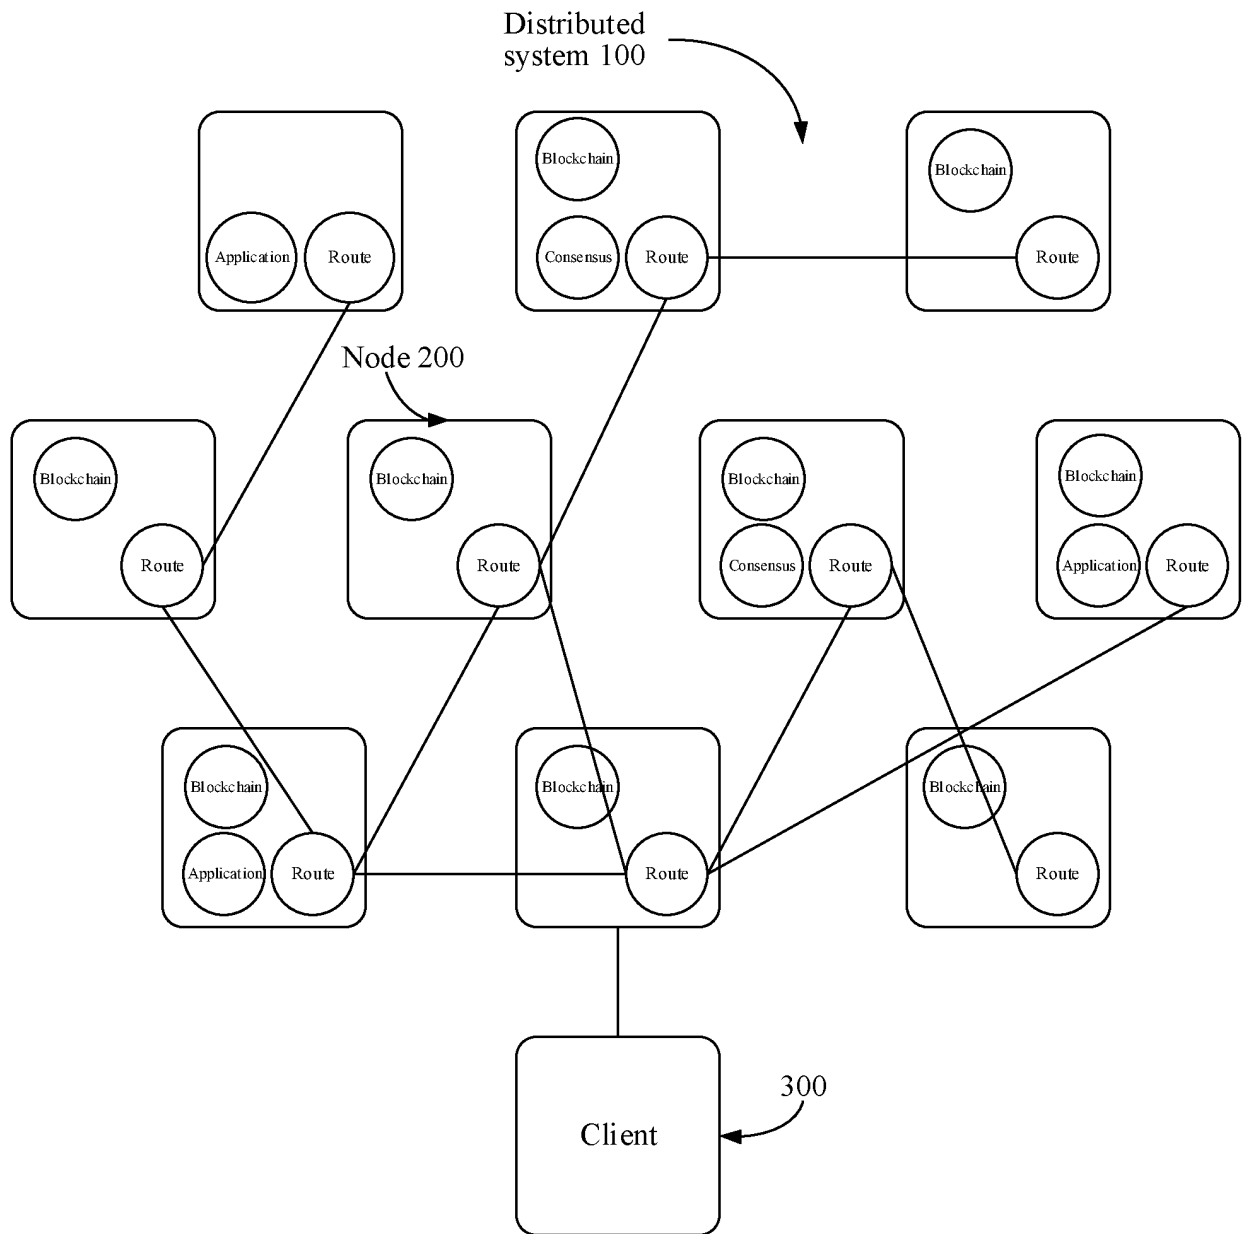 Distributed
system 100
Blockchain
Blockchain
Application
Route
Consensus
Route
Route
Node 200
Blockchain
Blockchain
Blockchain
Blockchain
Route
Route
Consensus
Route
Application
Route
Blockchain
Blockchain
Blockchain
Application
Route
Route
Route
300
Client